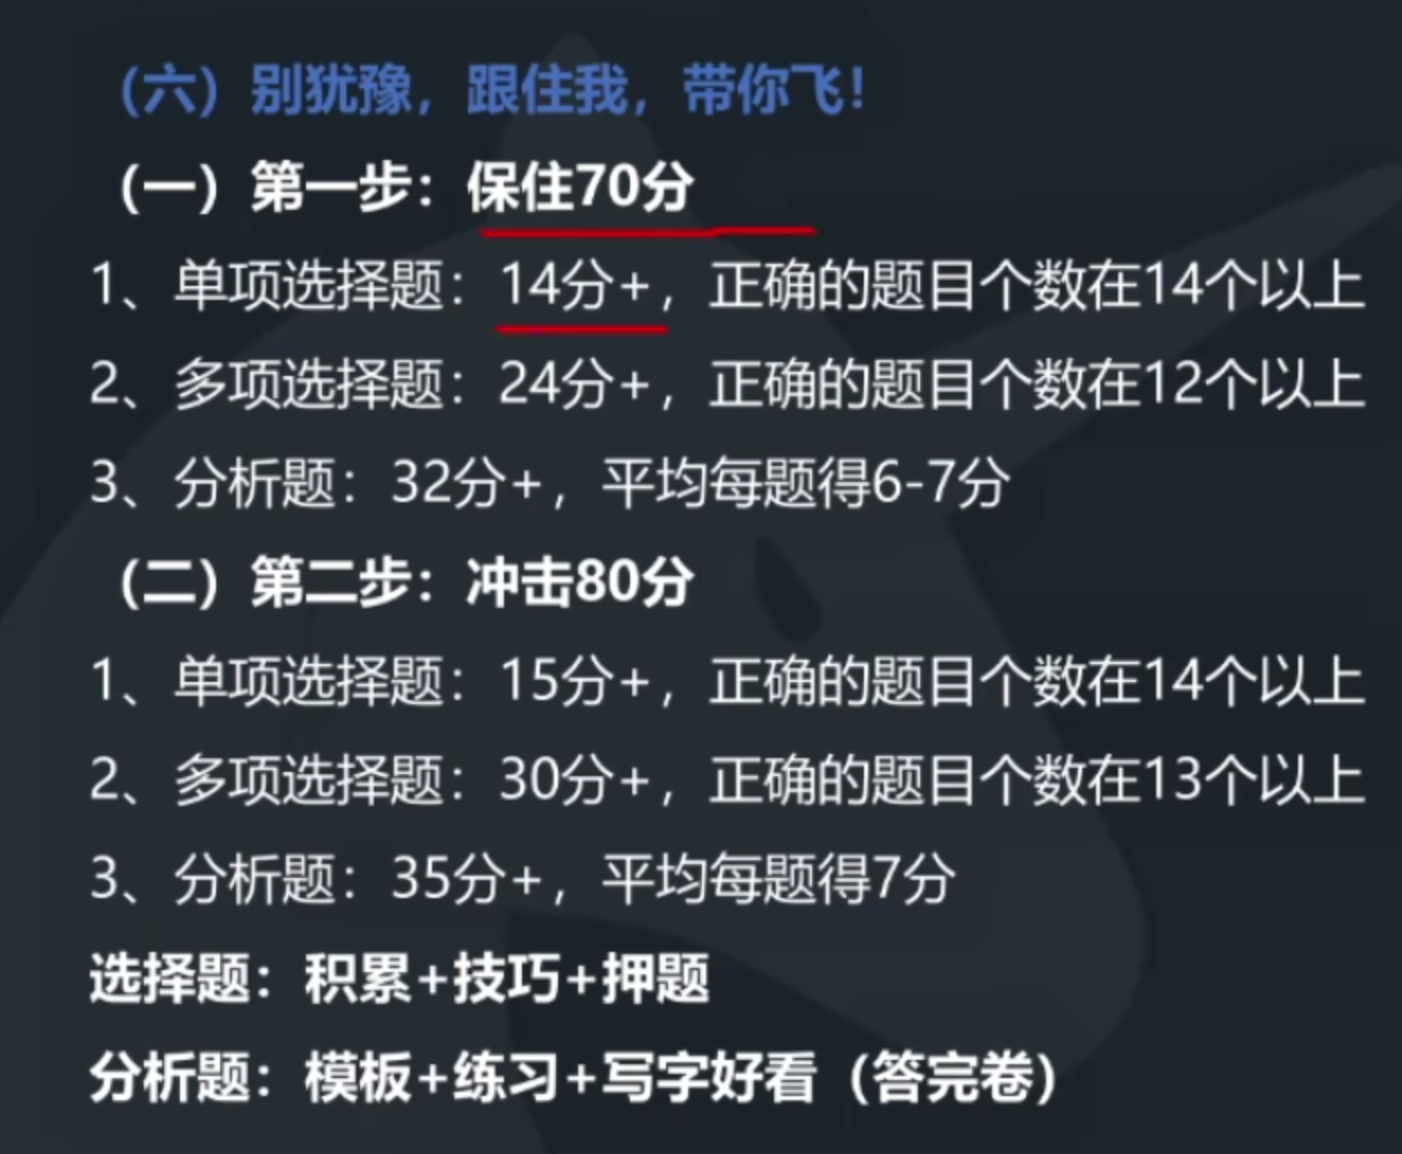 （六）别犹豫，跟住我，带你飞！
（一）第一步：保住70分
1、单项选择题：14分+，正确的题目个数在14个以上
2、多项选择题：24分+，正确的题目个数在12个以上
3、分析题：32分+，平均每题得6-7分
（二）第二步：冲击80分
1、单项选择题：15分+，正确的题目个数在14个以上
2、多项选择题：30分+，正确的题目个数在13个以上
3、分析题：35分+，平均每题得7分
选择题：积累+技巧+押题
分析题：模板+练习+写字好看（答完卷）